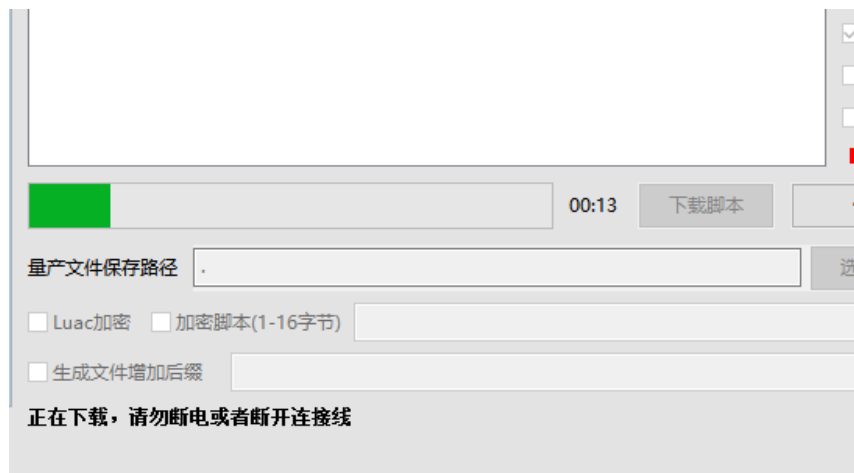 00:13 下载脚本
量产文件保存路径 .
Luac加密 加密脚本(1-16字节)
生成文件增加后缀
正在下载，请勿断电或者断开连接线